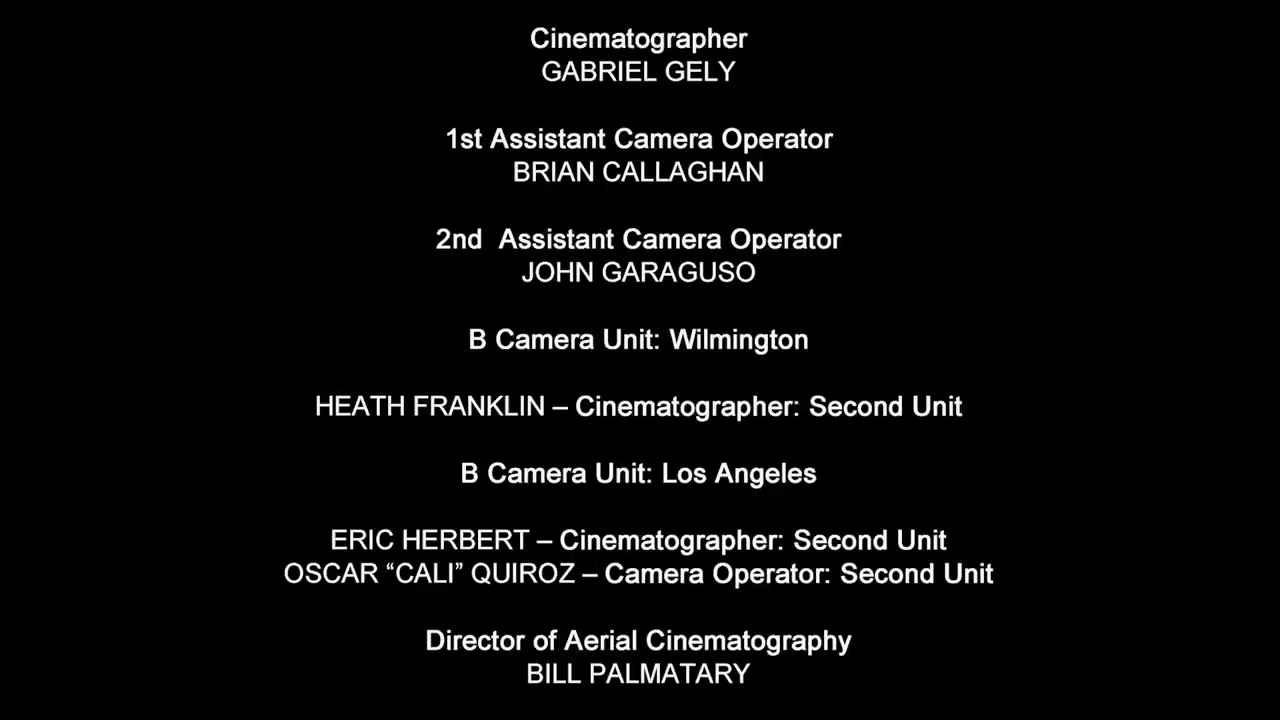 Cinematographer
GABRIEL GELY
1st Assistant Camera Operator
BRIAN CALLAGHAN
2nd  Assistant Camera Operator
JOHN GARAGUSO
B Camera Unit: Wilmington
HEATH FRANKLIN – Cinematographer: Second Unit
B Camera Unit: Los Angeles
ERIC HERBERT – Cinematographer: Second Unit
OSCAR “CALI” QUIROZ – Camera Operator: Second Unit
Director of Aerial Cinematography
BILL PALMATARY